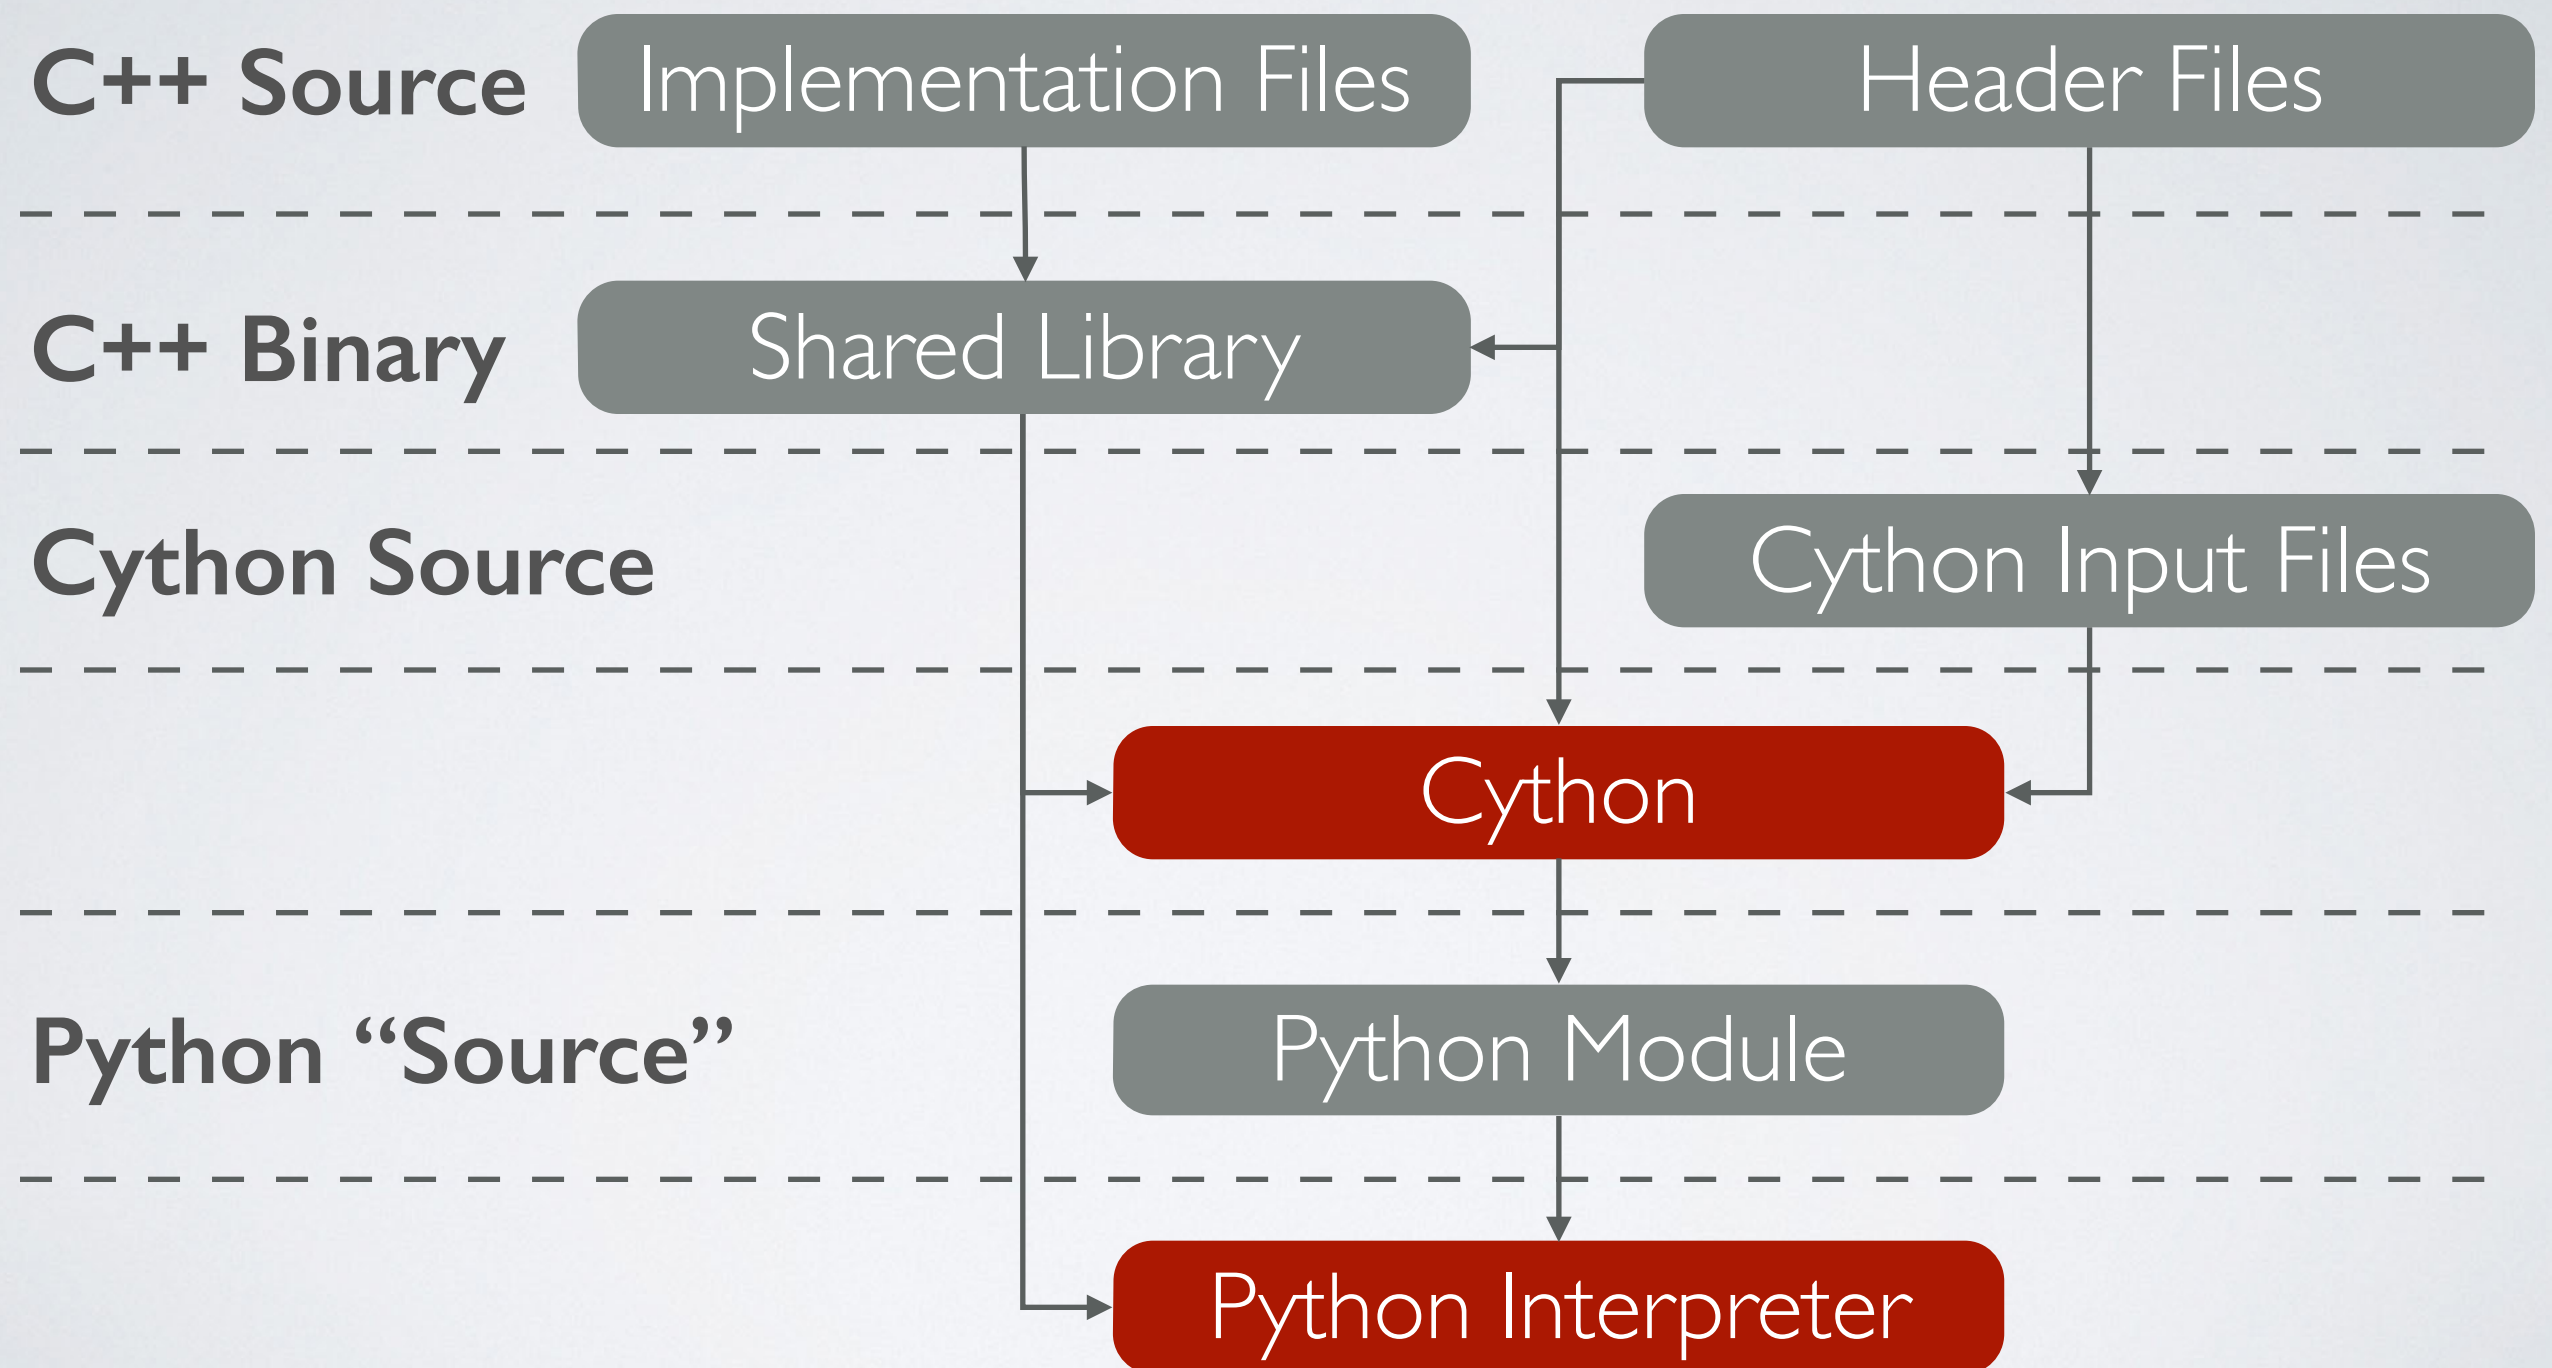 C++ Source
Implementation Files
Header Files
C++ Binary
Shared Library
Cython Source
Cython Input Files
Cython
Python “Source”
Python Module
Python Interpreter